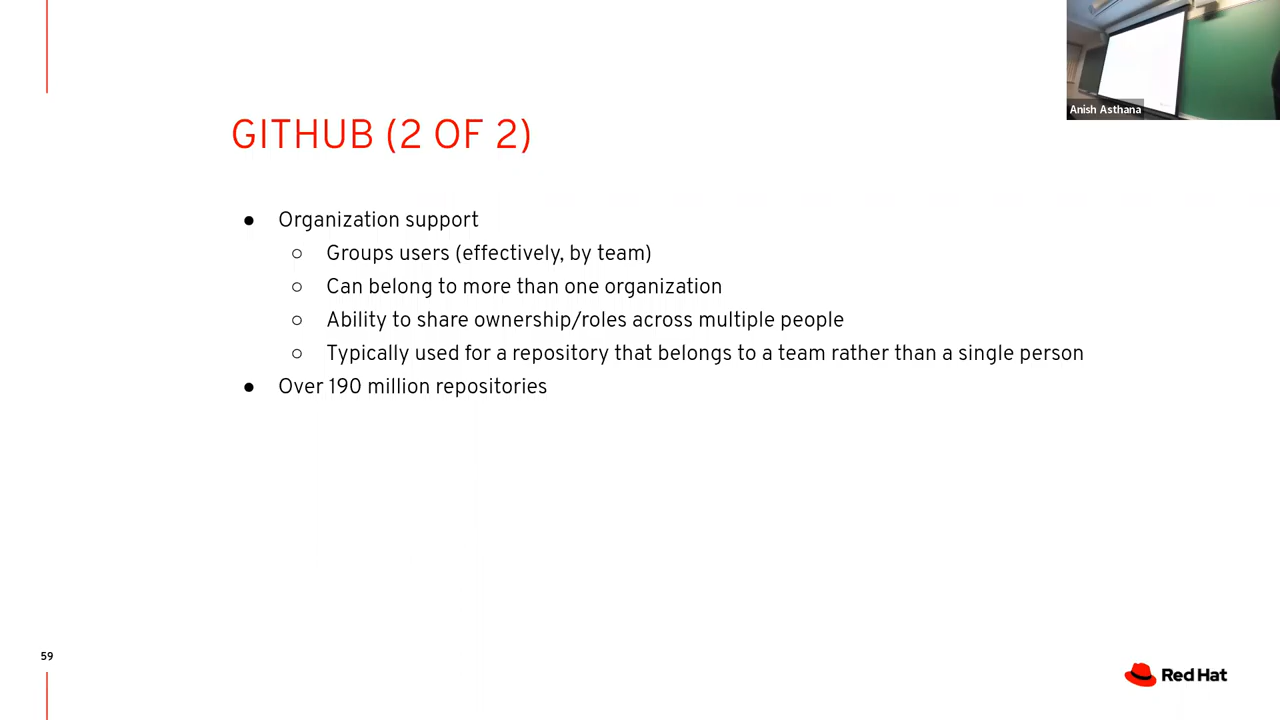 Anish Asthana
GITHUB (2 OF 2)
● Organization support
○ Groups users (effectively, by team)
○ Can belong to more than one organization
○ Ability to share ownership/roles across multiple people
○ Typically used for a repository that belongs to a team rather than a single person
● Over 190 million repositories
59
Red Hat